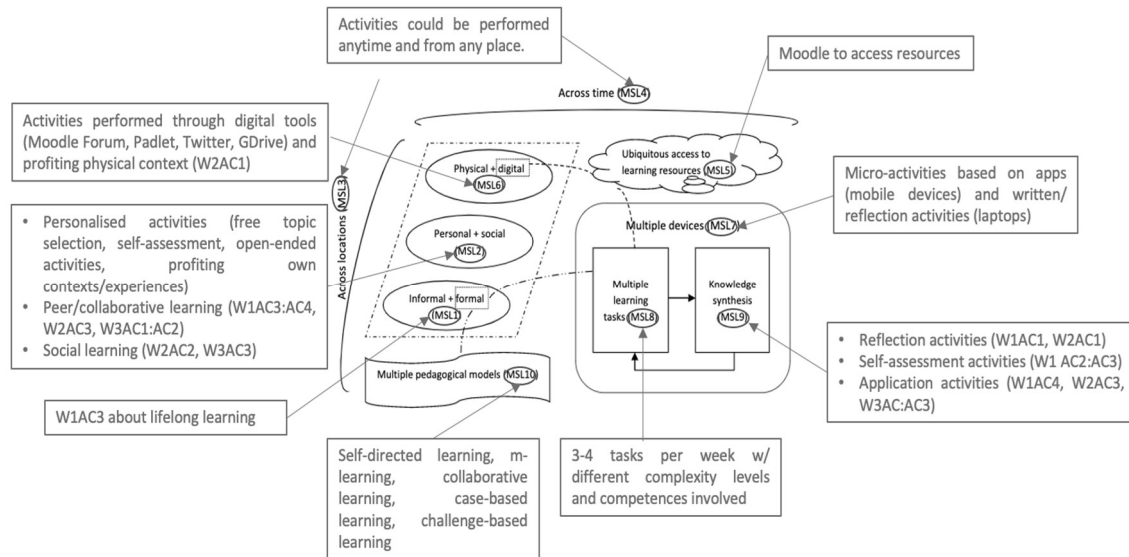 Activities could be performed
anytime and from any place.
Moodle to access resources
Across time (MSL4)
Activities performed through digital tools
(Moodle Forum, Padlet, Twitter, GDrive) and
profiting physical context (W2AC1)
Physical + digital
(MSL6)
Ubiquitous access to
learning resources (MSL5)
Micro-activities based on apps
(mobile devices) and written/
reflection activities (laptops)
Across locations (MSL3)
• Personalised activities (free topic
selection, self-assessment, open-ended
activities, profiting own
contexts/experiences)
• Peer/collaborative learning (W1AC3:AC4,
W2AC3, W3AC1:AC2)
• Social learning (W2AC2, W3AC3)
Personal + social
(MSL2)
Informal + formal
(MSL1)
Multiple devices (MSL7)
Multiple
learning
tasks (MSL8)
Knowledge
synthesis
(MSL9)
• Reflection activities (W1AC1, W2AC1)
• Self-assessment activities (W1 AC2:AC3)
• Application activities (W1AC4, W2AC3,
W3AC:AC3)
Multiple pedagogical models (MSL10)
W1AC3 about lifelong learning
Self-directed learning, m-
learning, collaborative
learning, case-based
learning, challenge-based
learning
3-4 tasks per week w/
different complexity levels
and competences involved